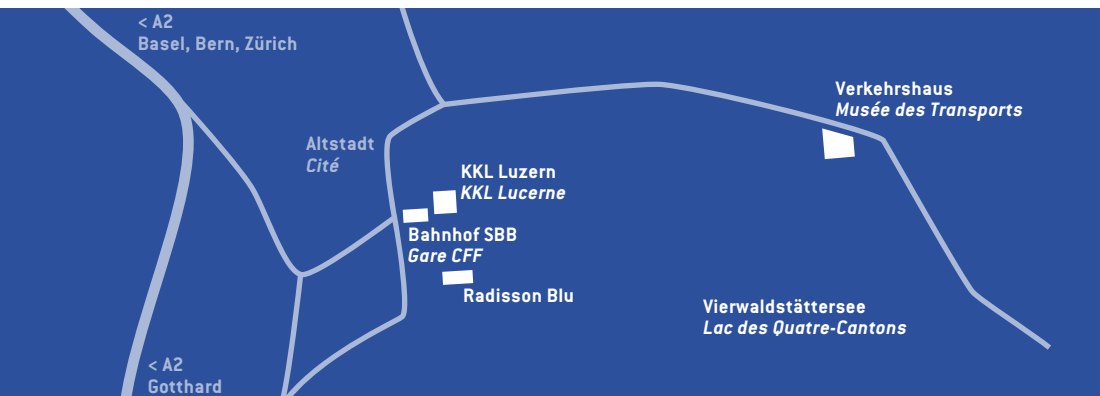 < A2
Basel, Bern, Zürich
Verkehrshaus
Musée des Transports
Altstadt
Cité
KKL Luzern
KKL Lucerne
Bahnhof SBB
Gare CFF
Radisson Blu
Vierwaldstättersee
Lac des Quatre-Cantons
< A2
Gotthard